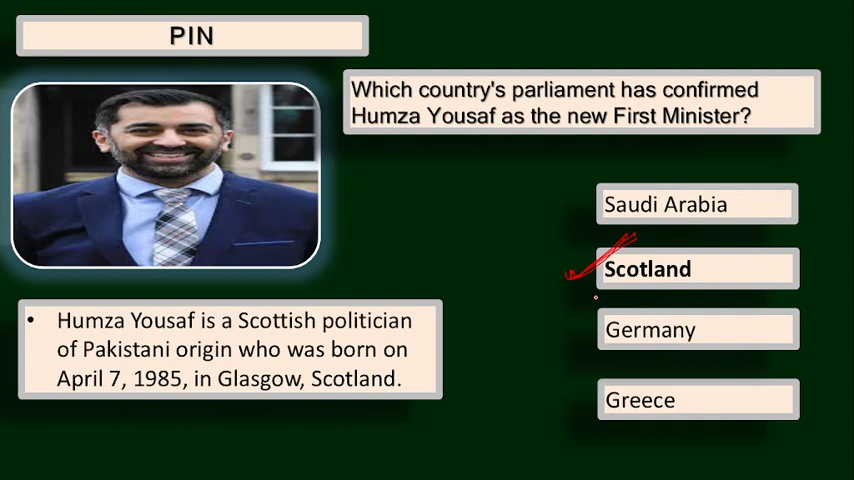 PIN
Which country's parliament has confirmed
Humza Yousaf as the new First Minister?
Saudi Arabia
Scotland
Germany
Greece
• Humza Yousaf is a Scottish politician
of Pakistani origin who was born on
April 7, 1985, in Glasgow, Scotland.